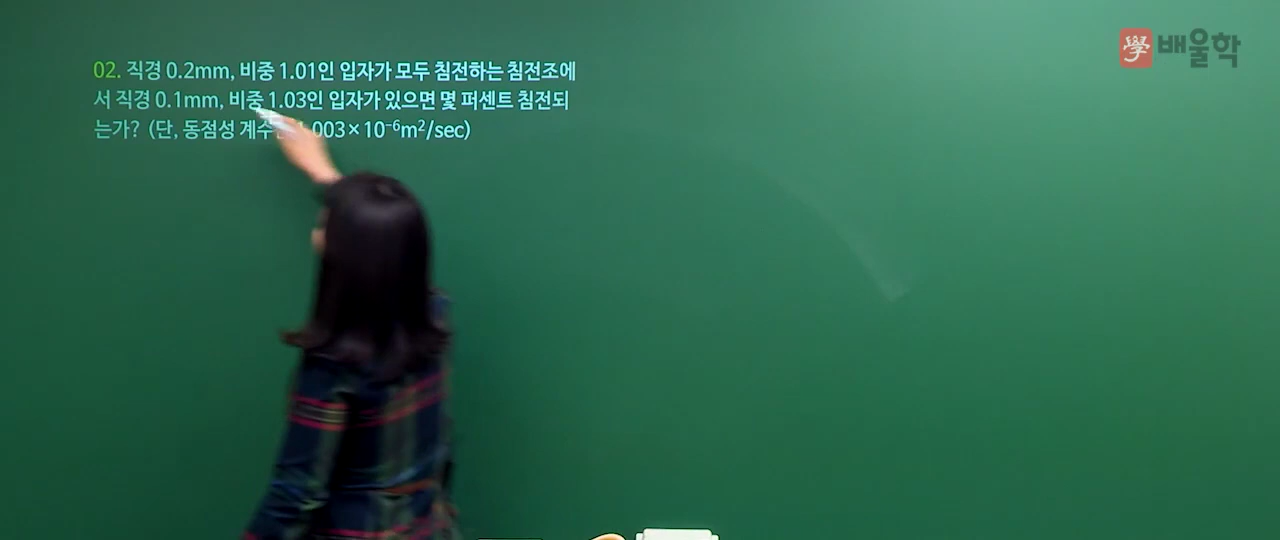 學 배울학
02. 직경 0.2mm, 비중 1.01인 입자가 모두 침전하는 침전조에
서 직경 0.1mm, 비중 1.03인 입자가 있으면 몇 퍼센트 침전되
는가? (단, 동점성 계수 .003×10⁻⁶m²/sec)